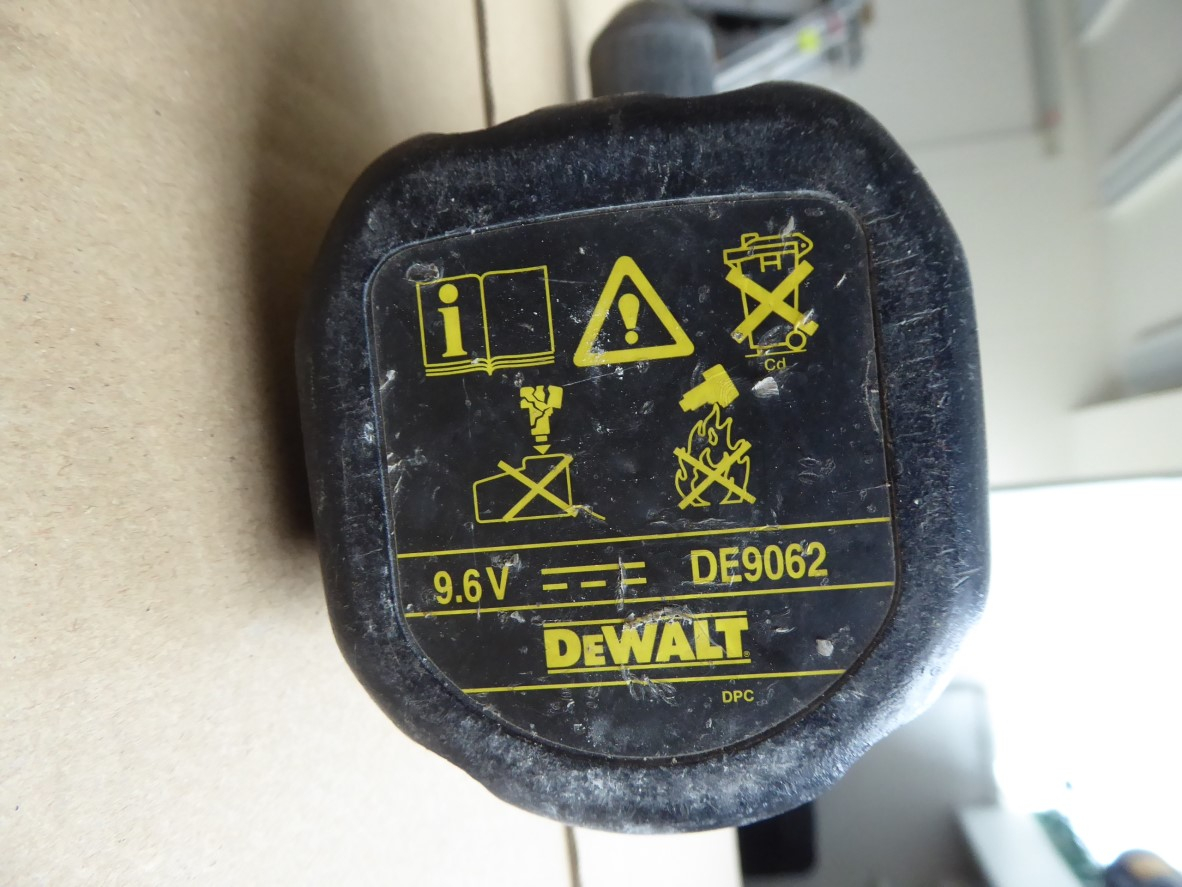 i
!
Cd
9.6V DE9062
DEWALT®
DPC